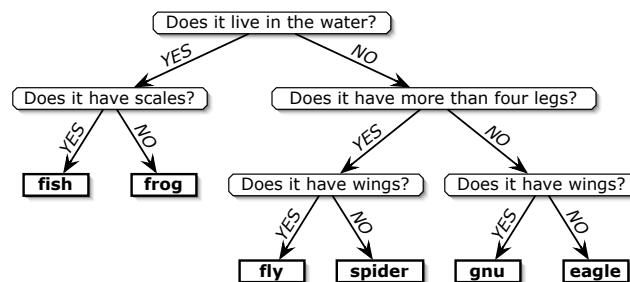 Does it live in the water?
YES
NO
Does it have scales?
Does it have more than four legs?
YES
NO
YES
NO
fish
frog
Does it have wings?
Does it have wings?
YES
NO
YES
NO
fly
spider
gnu
eagle